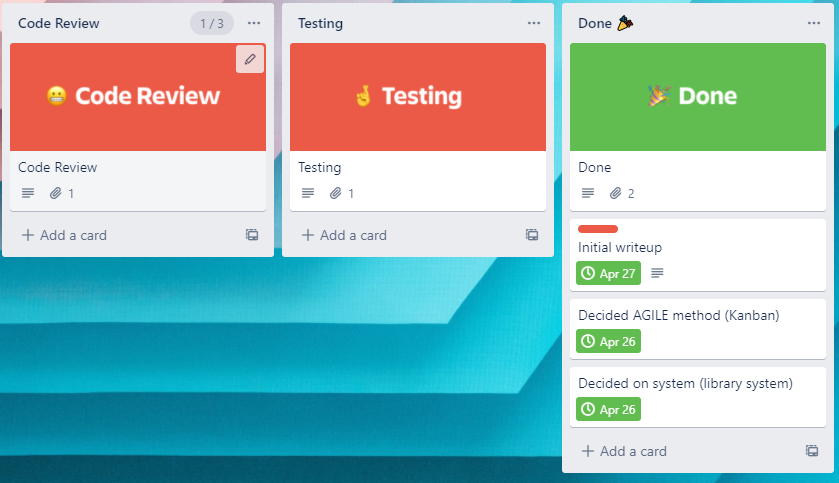 Code Review
1 / 3
😬 Code Review
Code Review
1
Add a card
Testing
🤞 Testing
Testing
1
Add a card
Done 🎉
🎉 Done
Done
2
Initial writeup
Apr 27
Decided AGILE method (Kanban)
Apr 26
Decided on system (library system)
Apr 26
Add a card